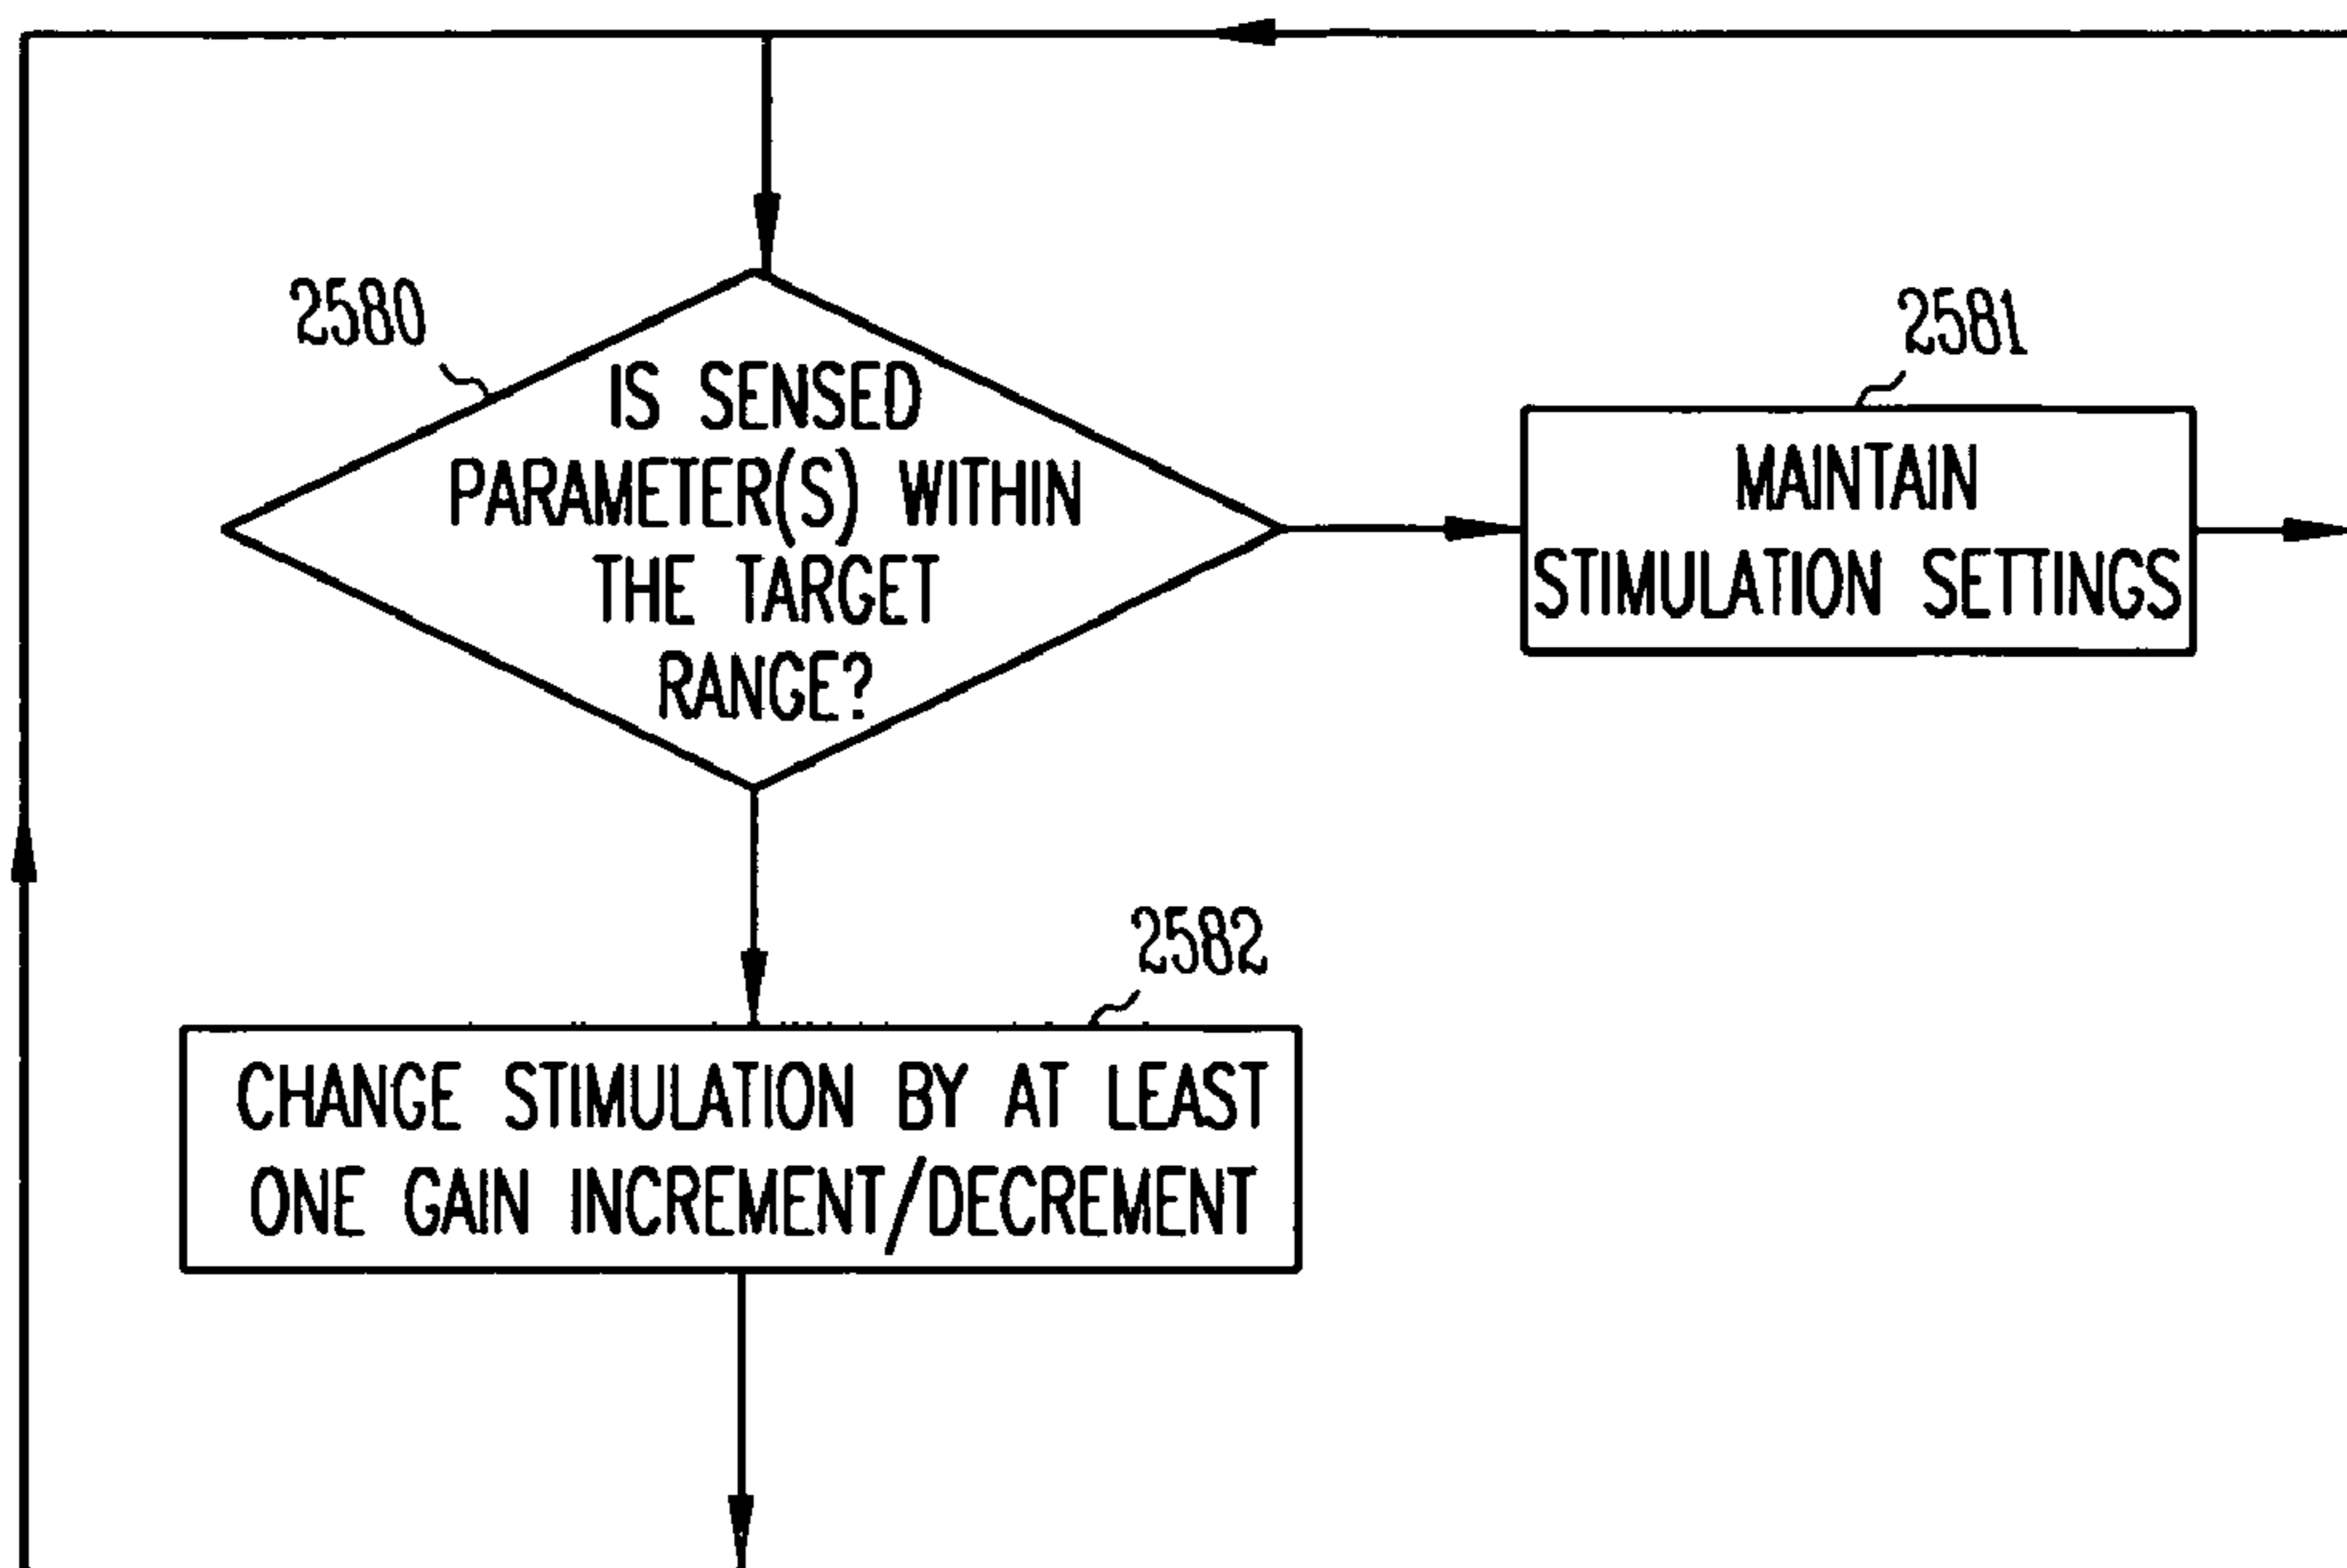 2580
IS SENSED
PARAMETER(S) WITHIN
THE TARGET
RANGE?
2581
MAINTAIN
STIMULATION SETTINGS
2582
CHANGE STIMULATION BY AT LEAST
ONE GAIN INCREMENT/DECREMENT